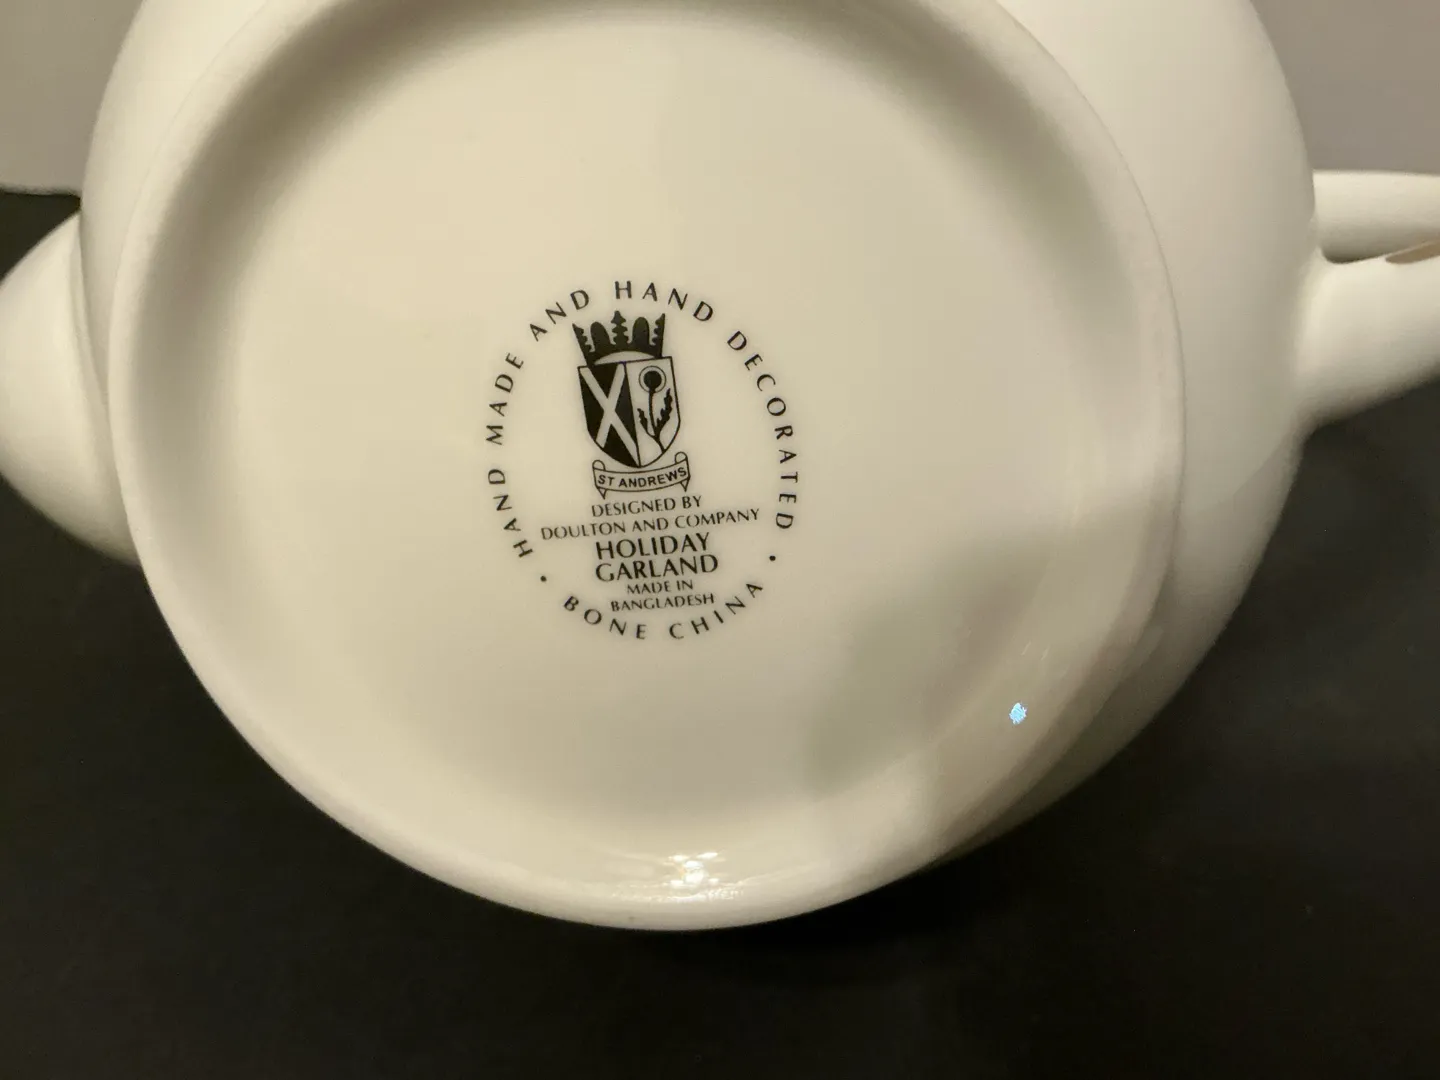 HAND MADE AND HAND DECORATED
ST ANDREWS
DESIGNED BY
DOULTON AND COMPANY
HOLIDAY
GARLAND
MADE IN
BANGLADESH
• BONE CHINA •